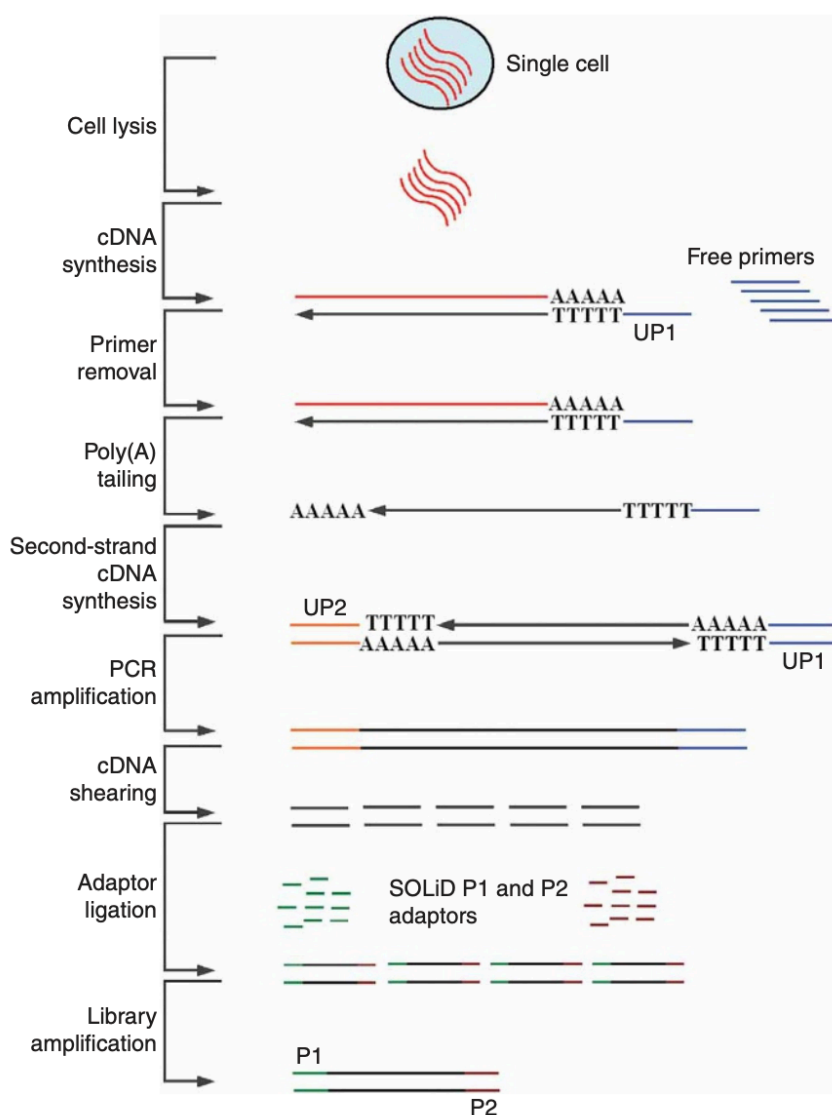 Single cell
Cell lysis
cDNA
synthesis
Free primers
AAAAA
TTTTT
UP1
Primer
removal
AAAAA
TTTTT
Poly(A)
tailing
AAAAA TTTTT
Second-strand
cDNA
synthesis
UP2
TTTTT AAAAA
AAAAA TTTTT
UP1
PCR
amplification
cDNA
shearing
Adaptor
ligation
SOLiD P1 and P2
adaptors
Library
amplification
P1
P2